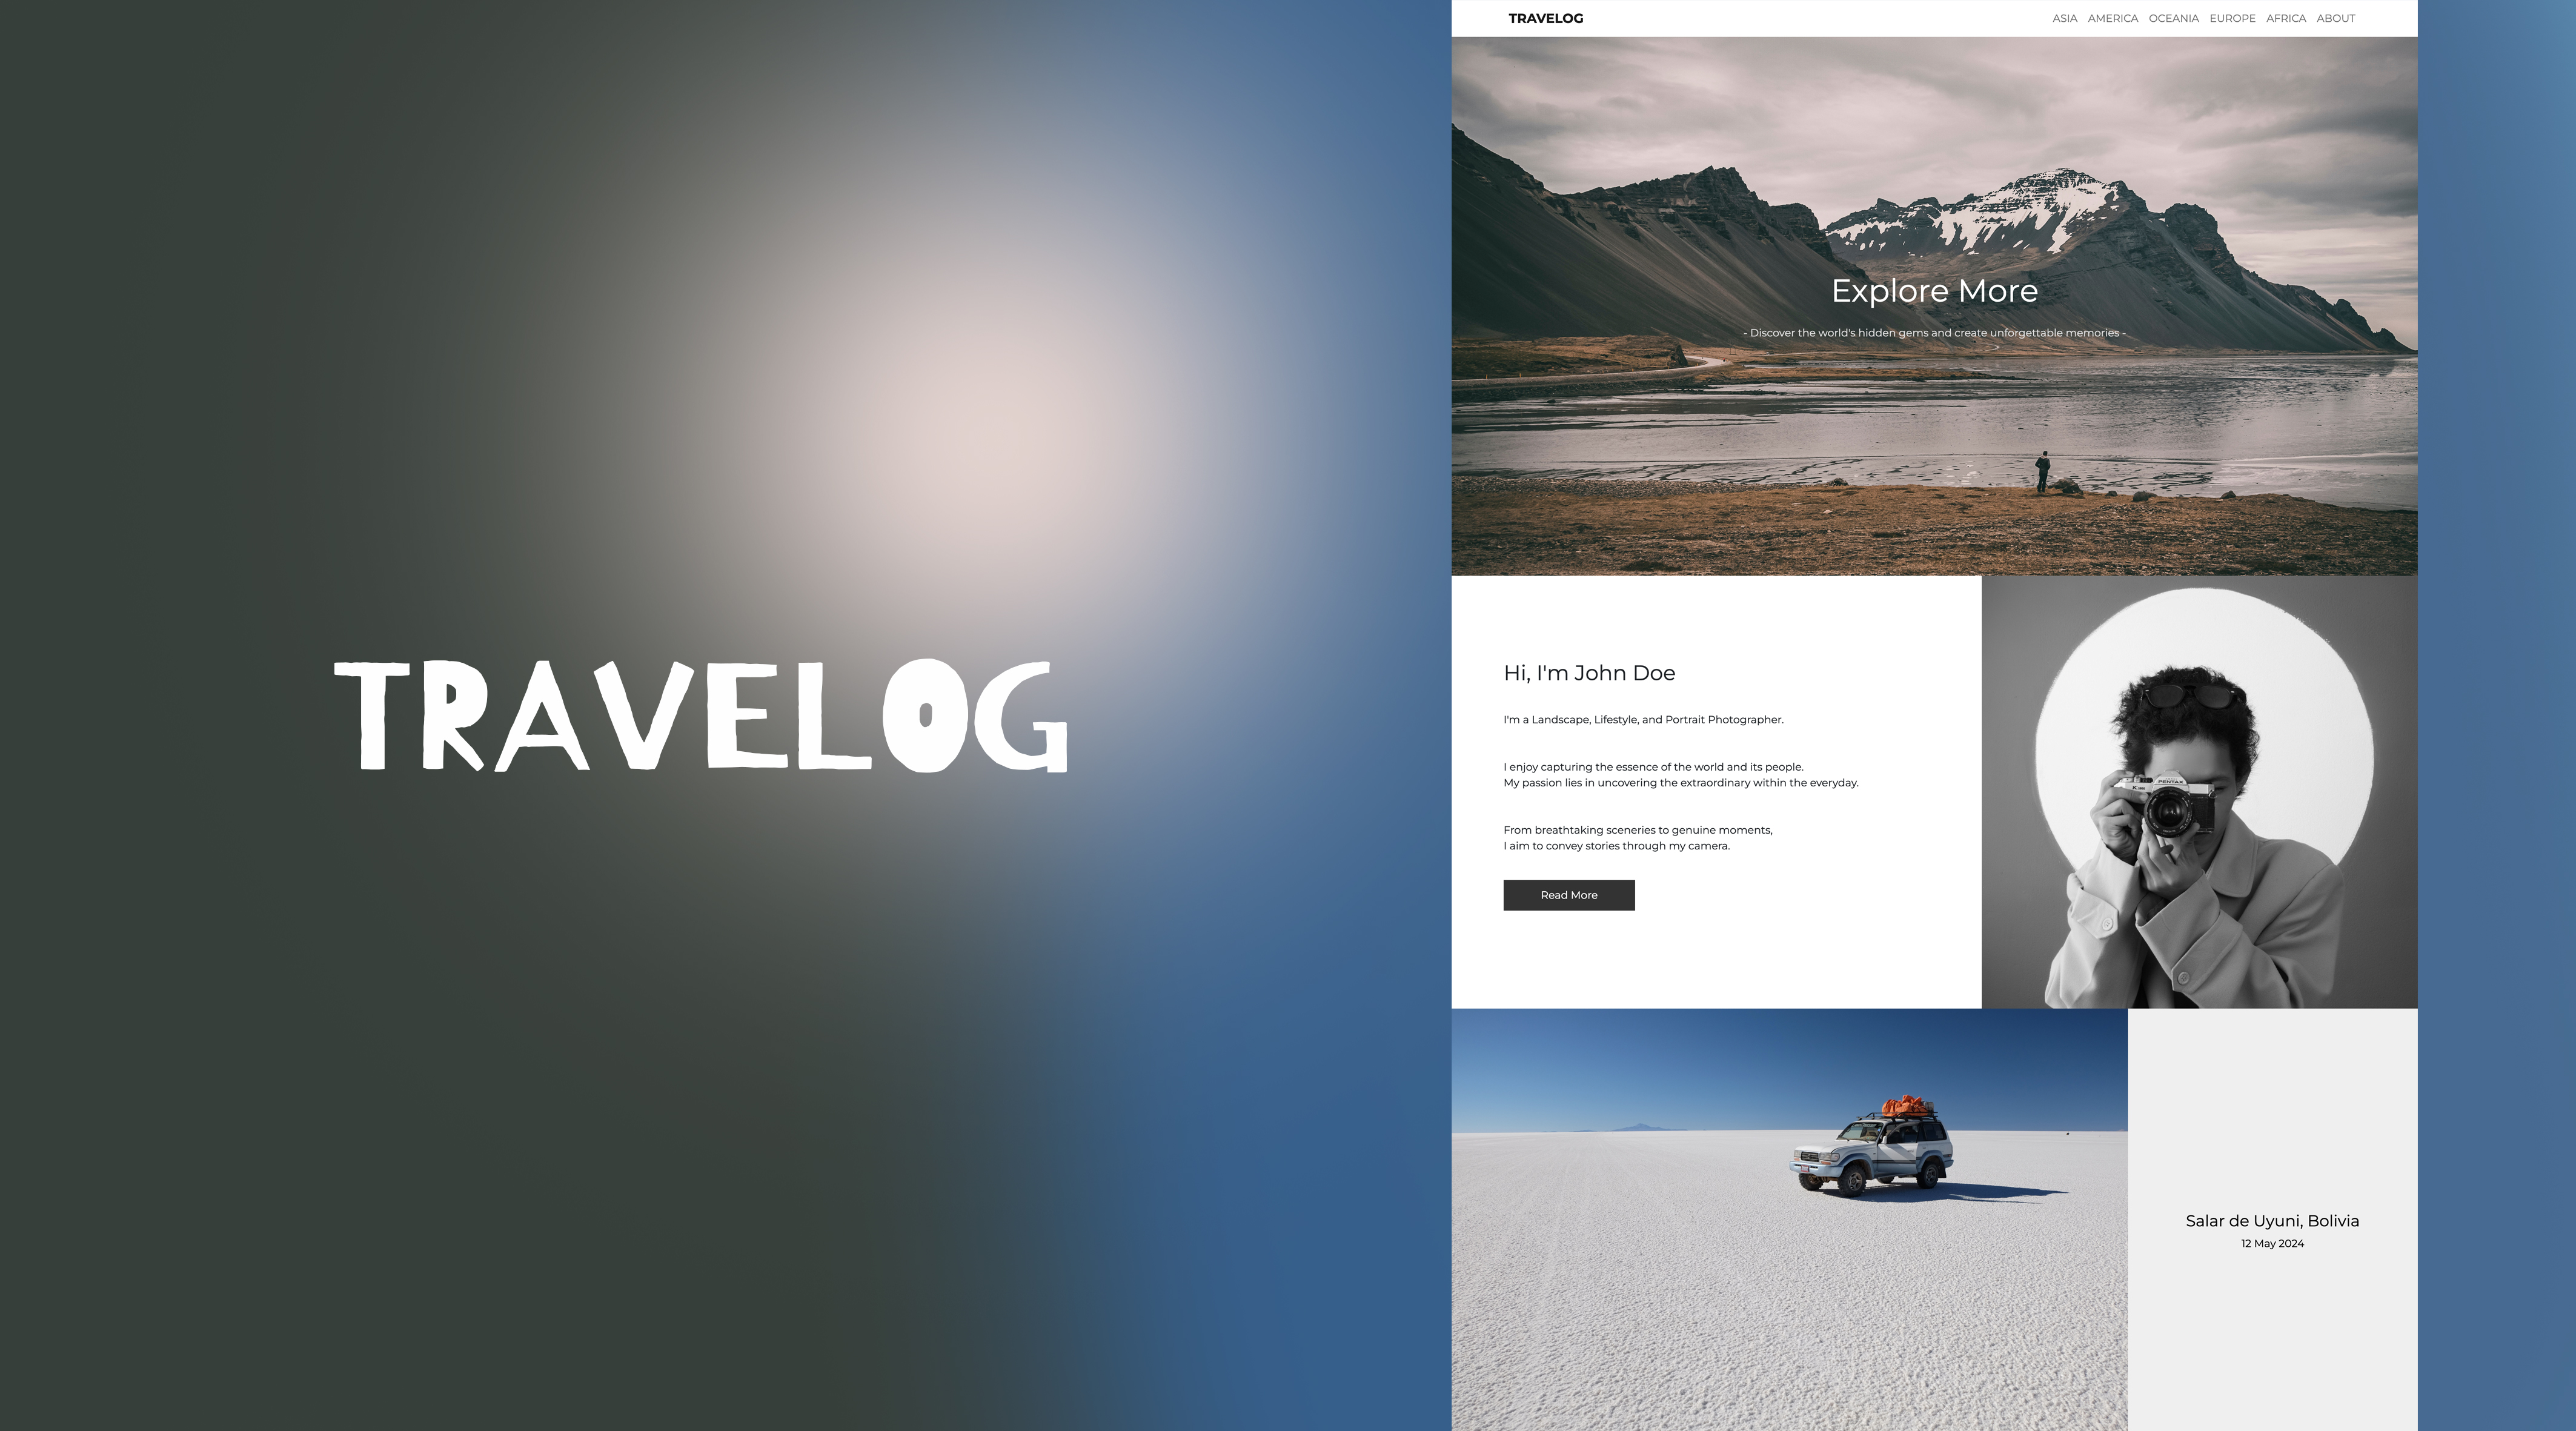 TRAVELOG
TRAVELOG
ASIA AMERICA OCEANIA EUROPE AFRICA ABOUT
Explore More
- Discover the world's hidden gems and create unforgettable memories -
Hi, I'm John Doe
I'm a Landscape, Lifestyle, and Portrait Photographer.
I enjoy capturing the essence of the world and its people.
My passion lies in uncovering the extraordinary within the everyday.
From breathtaking sceneries to genuine moments,
I aim to convey stories through my camera.
Read More
PENTAX
Salar de Uyuni, Bolivia
12 May 2024